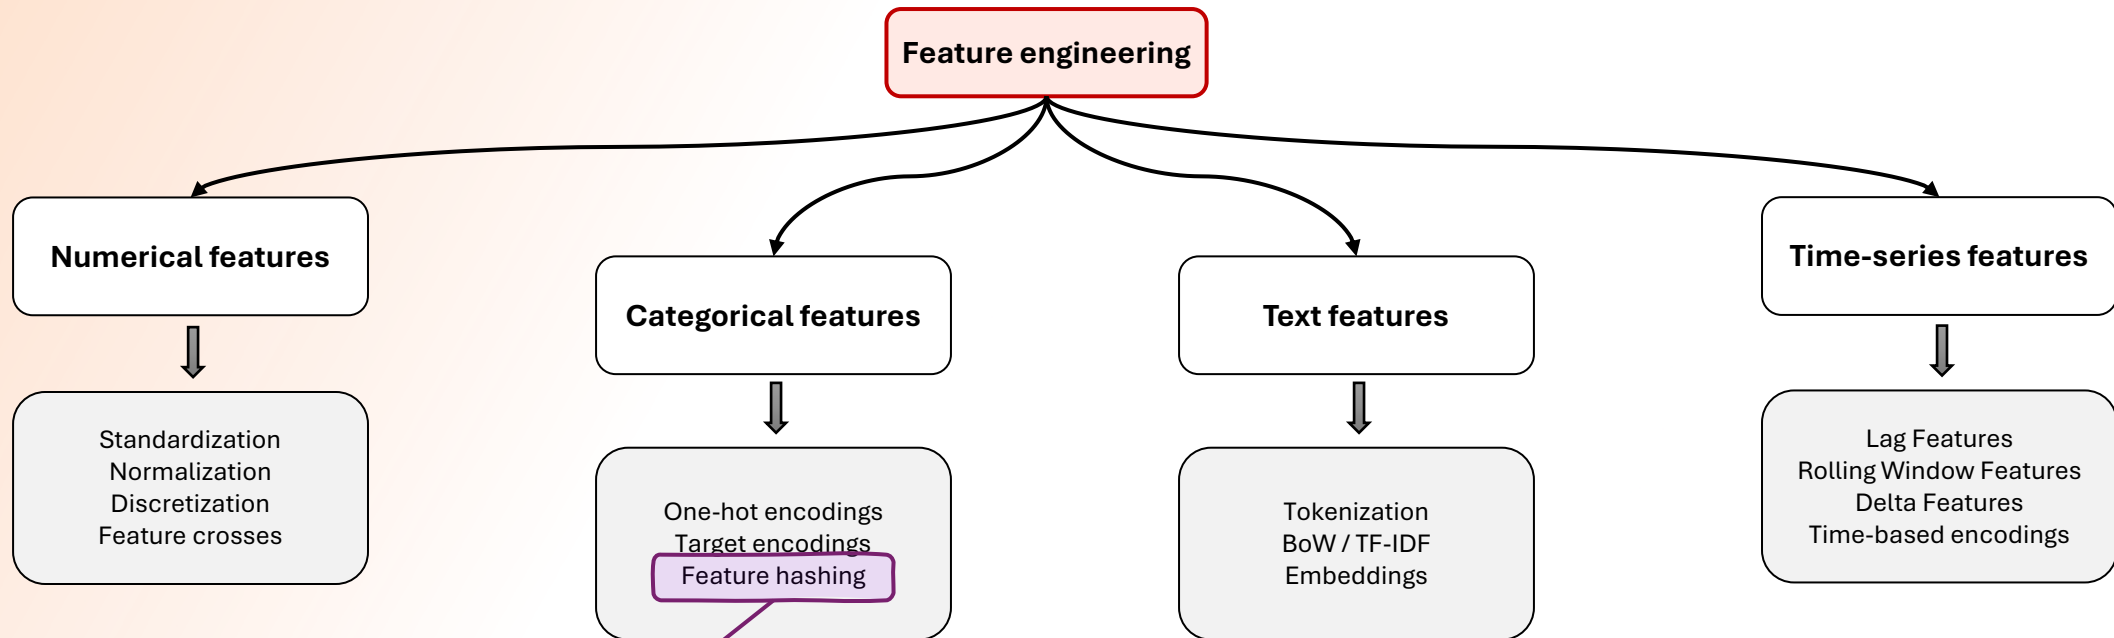 Feature engineering
Numerical features
Standardization
Normalization
Discretization
Feature crosses
Categorical features
One-hot encodings
Target encodings
Feature hashing
Text features
Tokenization
BoW / TF-IDF
Embeddings
Time-series features
Lag Features
Rolling Window Features
Delta Features
Time-based encodings